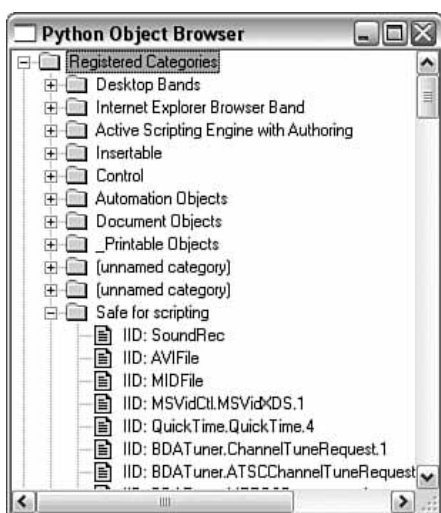 Python Object Browser
Registered Categories
Desktop Bands
Internet Explorer Browser Band
Active Scripting Engine with Authoring
Insertable
Control
Automation Objects
Document Objects
_Printable Objects
(unnamed category)
(unnamed category)
Safe for scripting
IID: SoundRec
IID: AVIFile
IID: MIDFile
IID: MSVidCtl.MSVidXDS.1
IID: QuickTime.QuickTime.4
IID: BDATuner.ChannelTuneRequest.1
IID: BDATuner.ATSCChannelTuneRequest